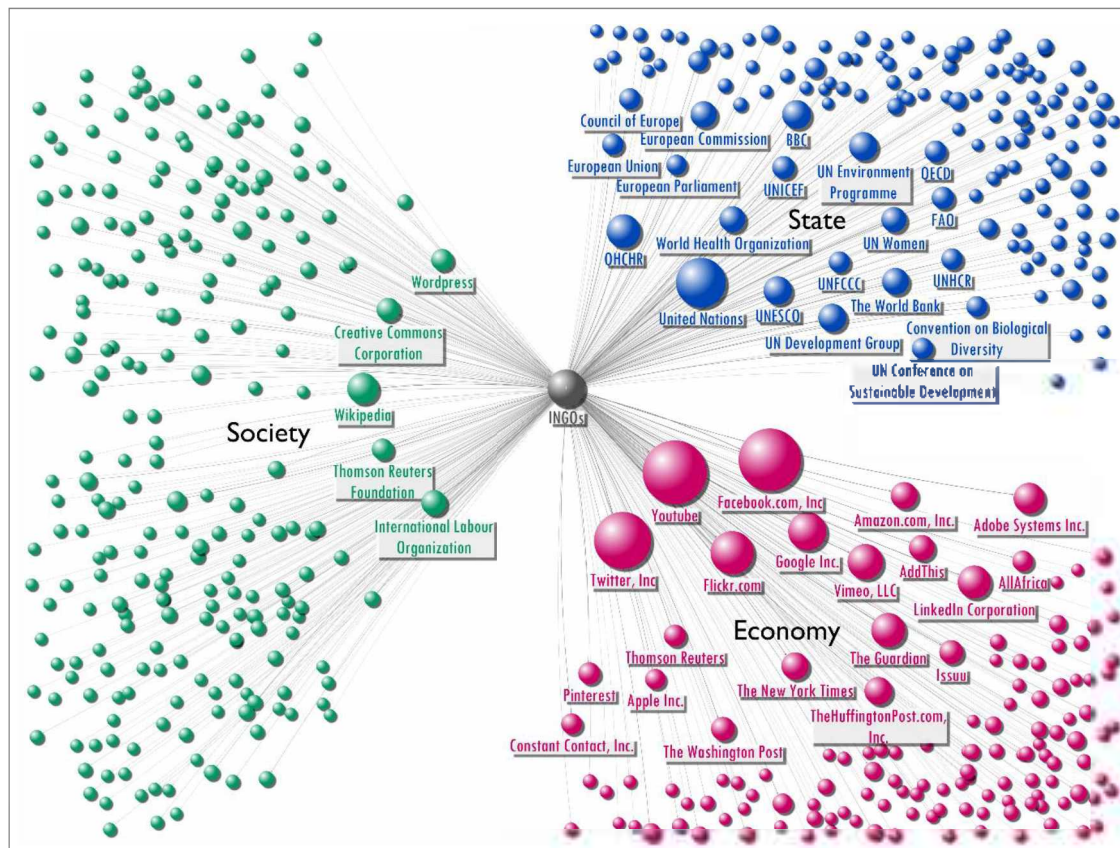 Council of Europe
European Commission
BBC
European Union
European Parliament
UNICEF
UN Environment
Programme
OECD
State
FAO
World Health Organization
UN Women
OHCHR
UNFCCC
UNHCR
United Nations
UNESCO
The World Bank
UN Development Group
Convention on Biological
Diversity
UN Conference on
Sustainable Development
Wordpress
Creative Commons
Corporation
Wikipedia
Society
Thomson Reuters
Foundation
International Labour
Organization
INGOs
Youtube
Facebook.com, Inc
Amazon.com, Inc.
Adobe Systems Inc.
Twitter, Inc
Flickr.com
Google Inc.
Vimeo, LLC
AddThis
AllAfrica
LinkedIn Corporation
Economy
Thomson Reuters
The Guardian
Issuu
Pinterest
Apple Inc.
The New York Times
TheHuffingtonPost.com,
Inc.
Constant Contact, Inc.
The Washington Post